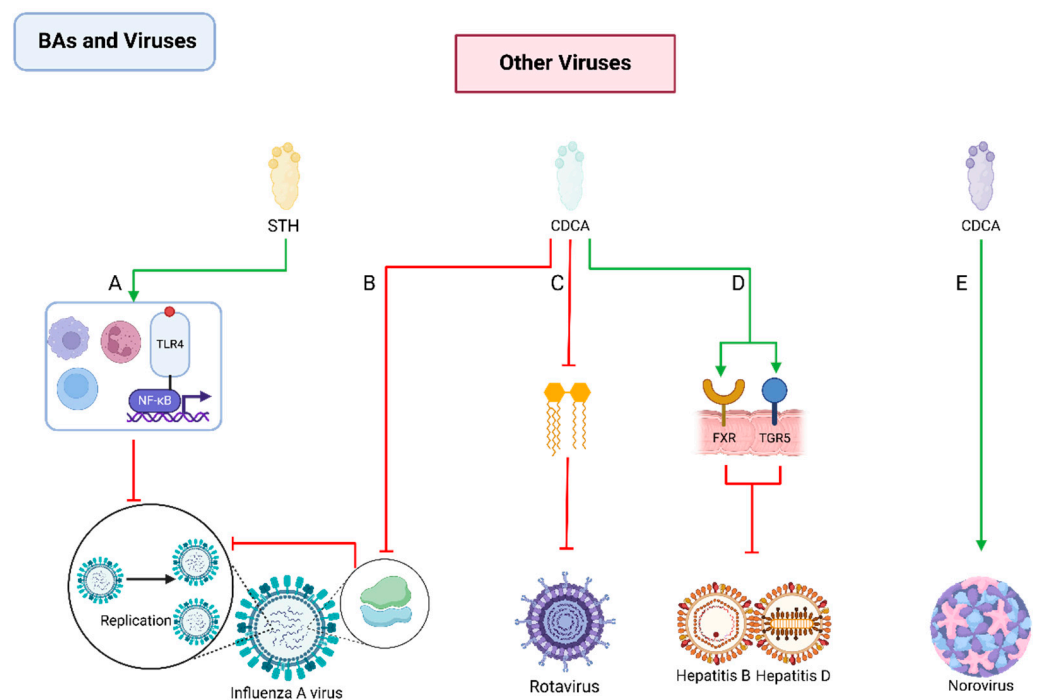 BAs and Viruses
Other Viruses
STH
CDCA
CDCA
A
B
C
D
E
TLR4
NF-κB
FXR
TGR5
Replication
Influenza A virus
Rotavirus
Hepatitis B
Hepatitis D
Norovirus